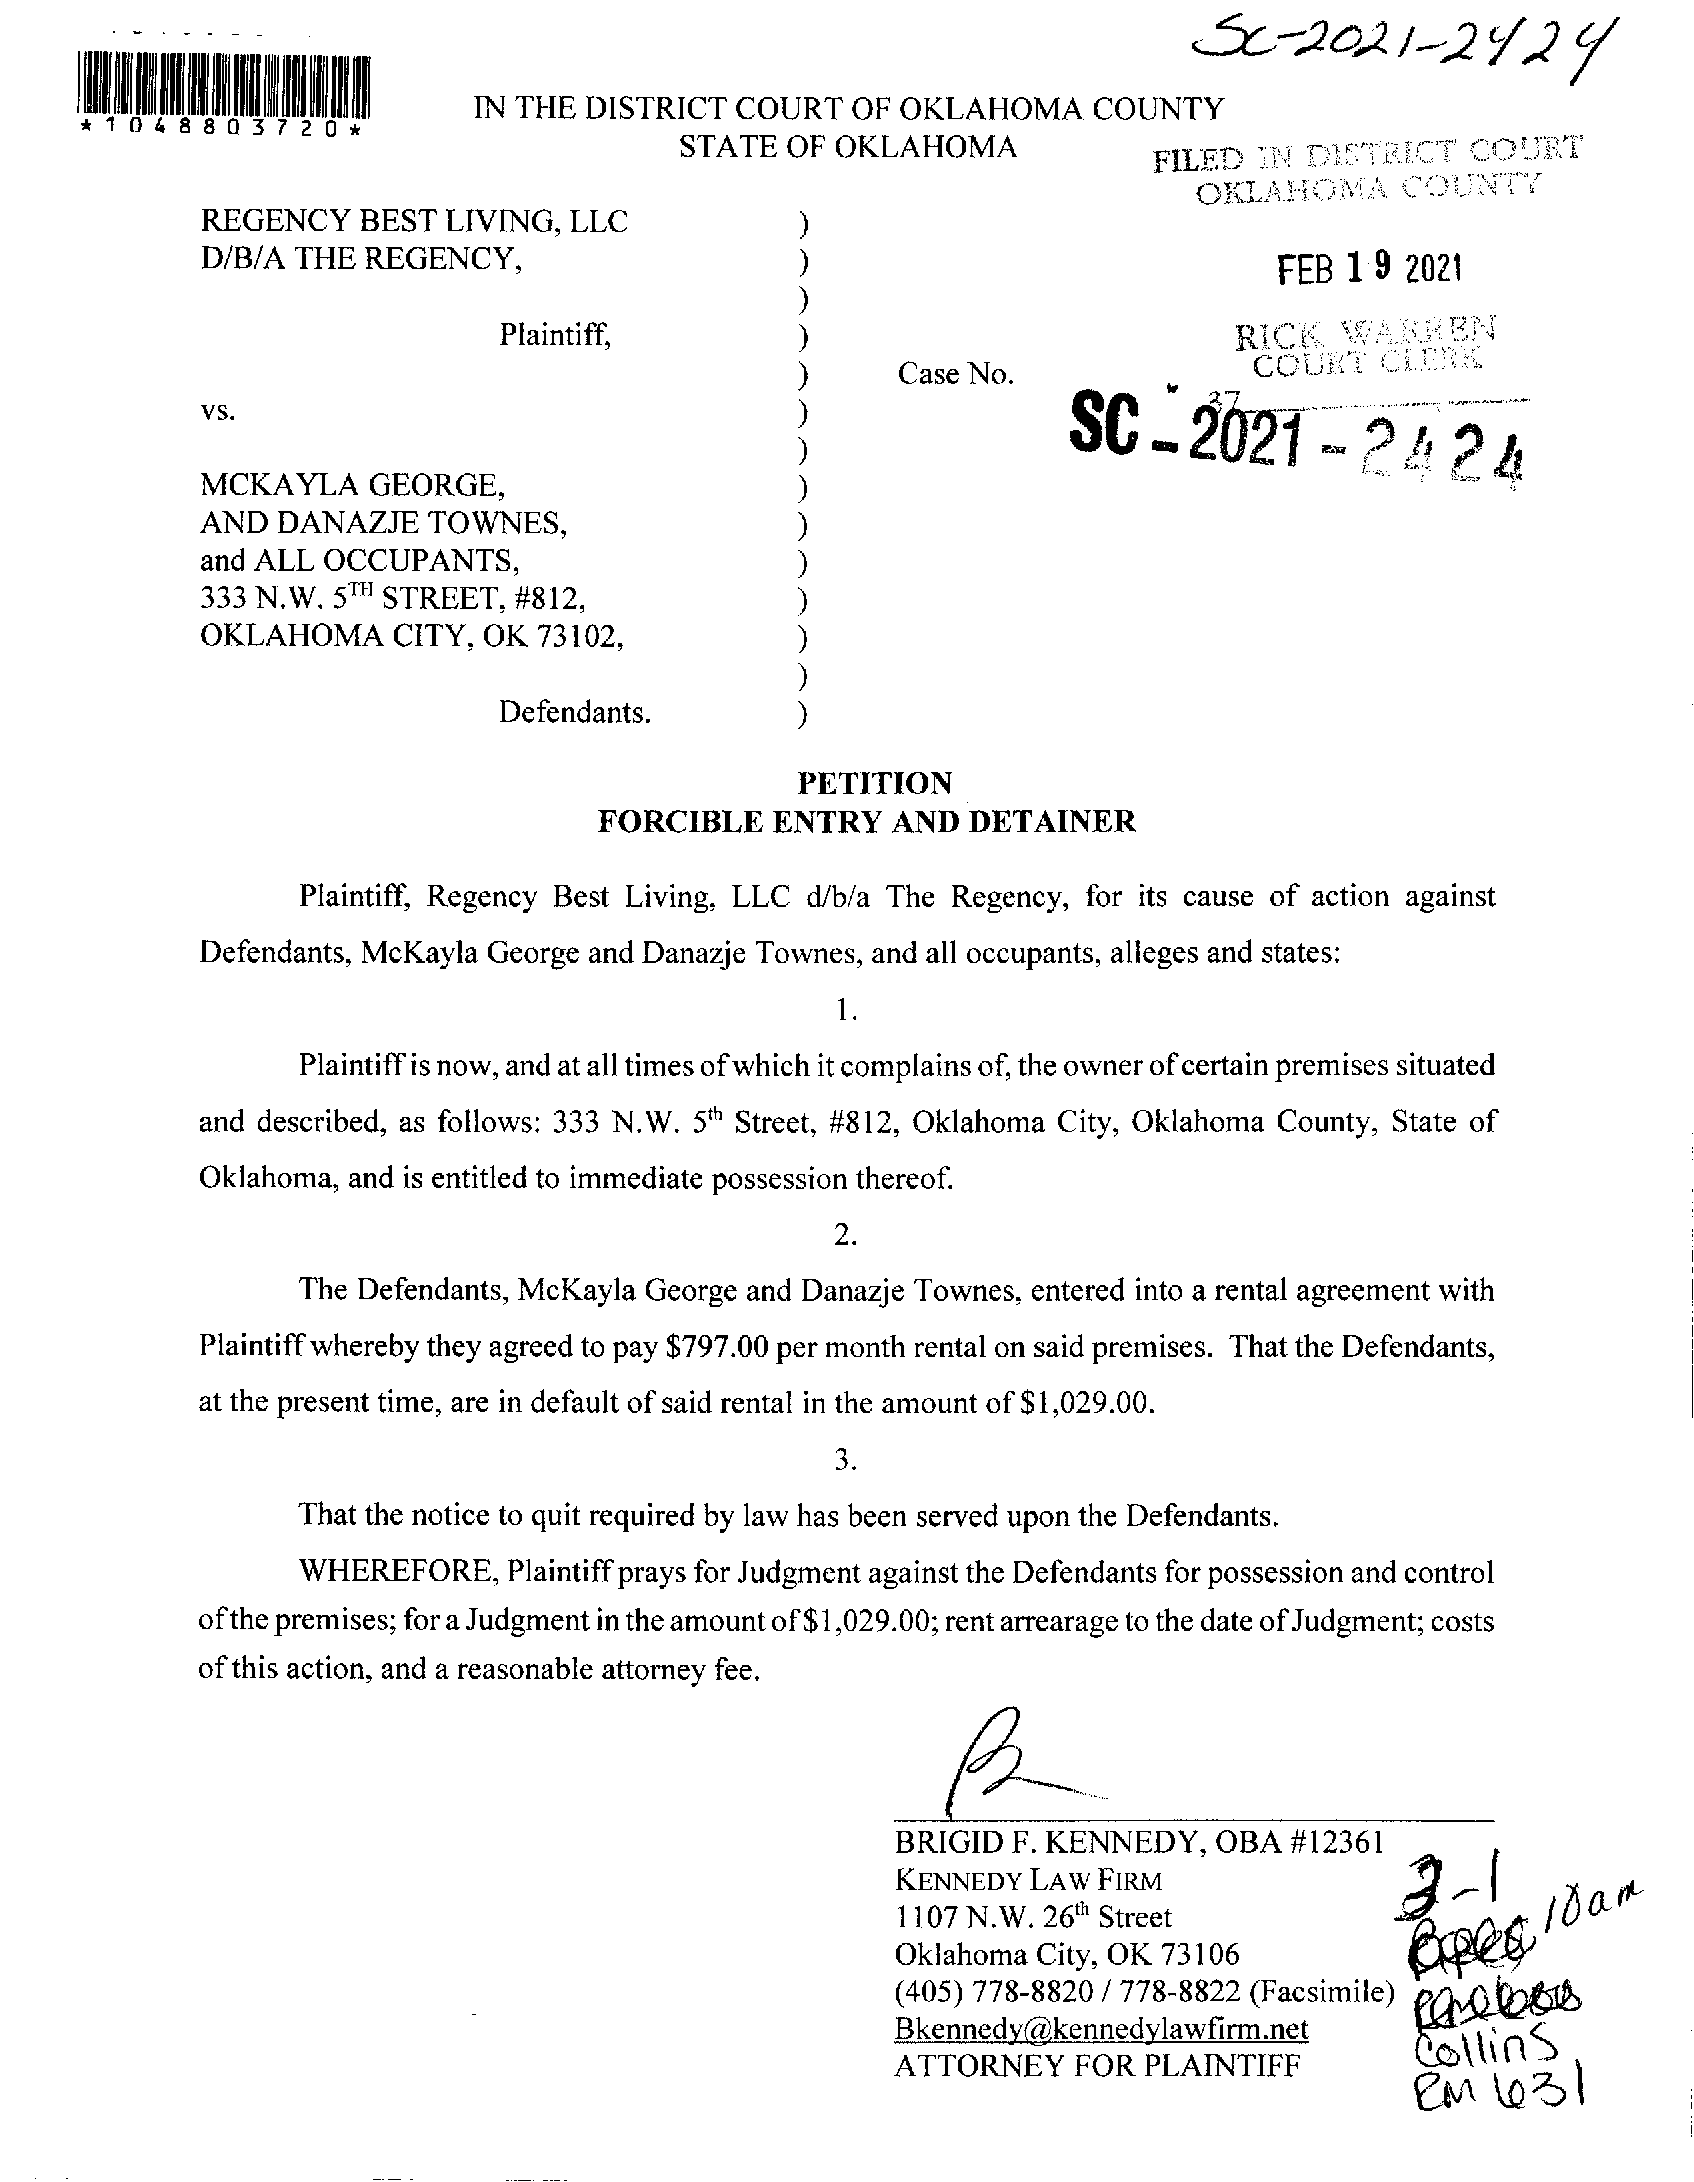 SC-2021-2424
*1048803720*
IN THE DISTRICT COURT OF OKLAHOMA COUNTY
STATE OF OKLAHOMA
FILED IN DISTRICT COURT
OKLAHOMA COUNTY
REGENCY BEST LIVING, LLC )
D/B/A THE REGENCY, )
)
FEB 19 2021
Plaintiff, )
RICK WARREN
COURT CLERK
) Case No.
37
vs. )
SC - 2021 - 2424
)
MCKAYLA GEORGE, )
AND DANAZJE TOWNES, )
and ALL OCCUPANTS, )
333 N.W. 5TH STREET, #812, )
OKLAHOMA CITY, OK 73102, )
)
Defendants. )
PETITION
FORCIBLE ENTRY AND DETAINER
Plaintiff, Regency Best Living, LLC d/b/a The Regency, for its cause of action against
Defendants, McKayla George and Danazje Townes, and all occupants, alleges and states:
1.
Plaintiff is now, and at all times of which it complains of, the owner of certain premises situated
and described, as follows: 333 N.W. 5th Street, #812, Oklahoma City, Oklahoma County, State of
Oklahoma, and is entitled to immediate possession thereof.
2.
The Defendants, McKayla George and Danazje Townes, entered into a rental agreement with
Plaintiff whereby they agreed to pay $797.00 per month rental on said premises. That the Defendants,
at the present time, are in default of said rental in the amount of $1,029.00.
3.
That the notice to quit required by law has been served upon the Defendants.
WHEREFORE, Plaintiff prays for Judgment against the Defendants for possession and control
of the premises; for a Judgment in the amount of $1,029.00; rent arrearage to the date of Judgment; costs
of this action, and a reasonable attorney fee.
BRIGID F. KENNEDY, OBA #12361
KENNEDY LAW FIRM
1107 N.W. 26th Street
Oklahoma City, OK 73106
(405) 778-8820 / 778-8822 (Facsimile)
Bkennedy@kennedylawfirm.net
ATTORNEY FOR PLAINTIFF
3-1
10am
Collins
RM 631